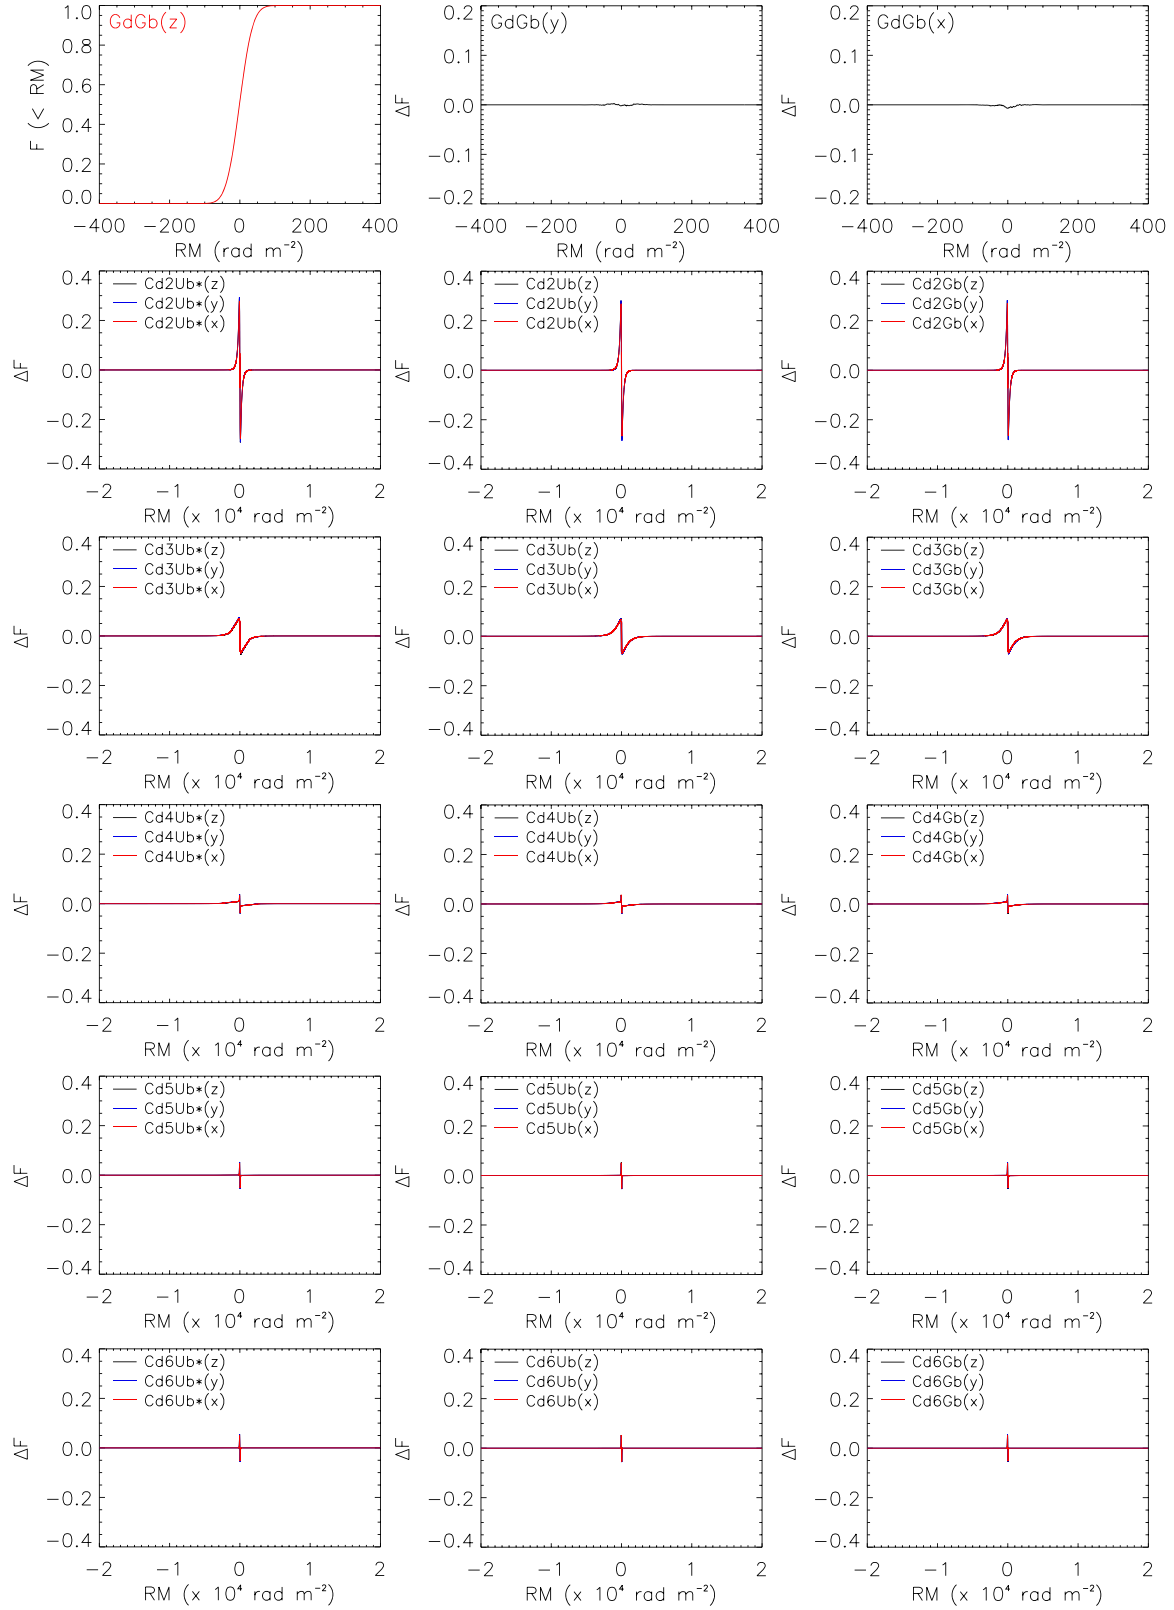 GdGb(z)
F (< RM)
1.0
0.8
0.6
0.4
0.2
0.0
−400 −200 0 200 400
RM (rad m⁻²)
GdGb(y)
ΔF
0.2
0.1
0.0
−0.1
−0.2
−400 −200 0 200 400
RM (rad m⁻²)
GdGb(x)
ΔF
0.2
0.1
0.0
−0.1
−0.2
−400 −200 0 200 400
RM (rad m⁻²)
Cd2Ub*(z)
Cd2Ub*(y)
Cd2Ub*(x)
ΔF
0.4
0.2
0.0
−0.2
−0.4
−2 −1 0 1 2
RM (x 10⁴ rad m⁻²)
Cd2Ub(z)
Cd2Ub(y)
Cd2Ub(x)
ΔF
0.4
0.2
0.0
−0.2
−0.4
−2 −1 0 1 2
RM (x 10⁴ rad m⁻²)
Cd2Gb(z)
Cd2Gb(y)
Cd2Gb(x)
ΔF
0.4
0.2
0.0
−0.2
−0.4
−2 −1 0 1 2
RM (x 10⁴ rad m⁻²)
Cd3Ub*(z)
Cd3Ub*(y)
Cd3Ub*(x)
ΔF
0.4
0.2
0.0
−0.2
−0.4
−2 −1 0 1 2
RM (x 10⁴ rad m⁻²)
Cd3Ub(z)
Cd3Ub(y)
Cd3Ub(x)
ΔF
0.4
0.2
0.0
−0.2
−0.4
−2 −1 0 1 2
RM (x 10⁴ rad m⁻²)
Cd3Gb(z)
Cd3Gb(y)
Cd3Gb(x)
ΔF
0.4
0.2
0.0
−0.2
−0.4
−2 −1 0 1 2
RM (x 10⁴ rad m⁻²)
Cd4Ub*(z)
Cd4Ub*(y)
Cd4Ub*(x)
ΔF
0.4
0.2
0.0
−0.2
−0.4
−2 −1 0 1 2
RM (x 10⁴ rad m⁻²)
Cd4Ub(z)
Cd4Ub(y)
Cd4Ub(x)
ΔF
0.4
0.2
0.0
−0.2
−0.4
−2 −1 0 1 2
RM (x 10⁴ rad m⁻²)
Cd4Gb(z)
Cd4Gb(y)
Cd4Gb(x)
ΔF
0.4
0.2
0.0
−0.2
−0.4
−2 −1 0 1 2
RM (x 10⁴ rad m⁻²)
Cd5Ub*(z)
Cd5Ub*(y)
Cd5Ub*(x)
ΔF
0.4
0.2
0.0
−0.2
−0.4
−2 −1 0 1 2
RM (x 10⁴ rad m⁻²)
Cd5Ub(z)
Cd5Ub(y)
Cd5Ub(x)
ΔF
0.4
0.2
0.0
−0.2
−0.4
−2 −1 0 1 2
RM (x 10⁴ rad m⁻²)
Cd5Gb(z)
Cd5Gb(y)
Cd5Gb(x)
ΔF
0.4
0.2
0.0
−0.2
−0.4
−2 −1 0 1 2
RM (x 10⁴ rad m⁻²)
Cd6Ub*(z)
Cd6Ub*(y)
Cd6Ub*(x)
ΔF
0.4
0.2
0.0
−0.2
−0.4
−2 −1 0 1 2
RM (x 10⁴ rad m⁻²)
Cd6Ub(z)
Cd6Ub(y)
Cd6Ub(x)
ΔF
0.4
0.2
0.0
−0.2
−0.4
−2 −1 0 1 2
RM (x 10⁴ rad m⁻²)
Cd6Gb(z)
Cd6Gb(y)
Cd6Gb(x)
ΔF
0.4
0.2
0.0
−0.2
−0.4
−2 −1 0 1 2
RM (x 10⁴ rad m⁻²)